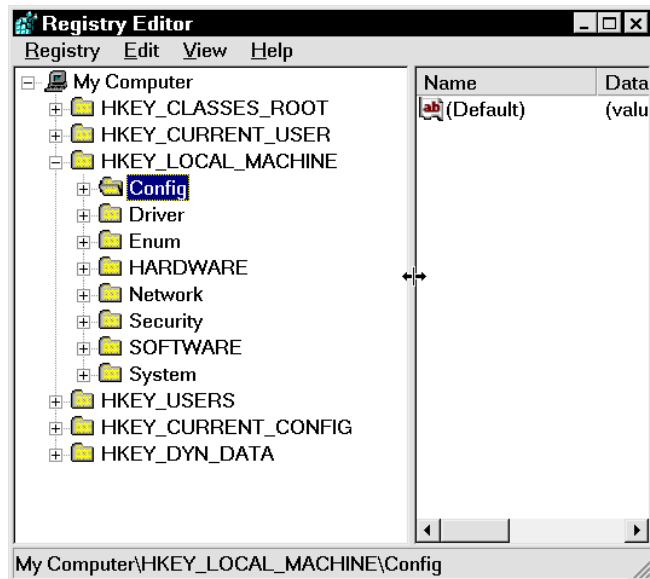 Registry Editor
Registry Edit View Help
My Computer
HKEY_CLASSES_ROOT
HKEY_CURRENT_USER
HKEY_LOCAL_MACHINE
Config
Driver
Enum
HARDWARE
Network
Security
SOFTWARE
System
HKEY_USERS
HKEY_CURRENT_CONFIG
HKEY_DYN_DATA
Name Data
ab (Default) (valu
My Computer\HKEY_LOCAL_MACHINE\Config